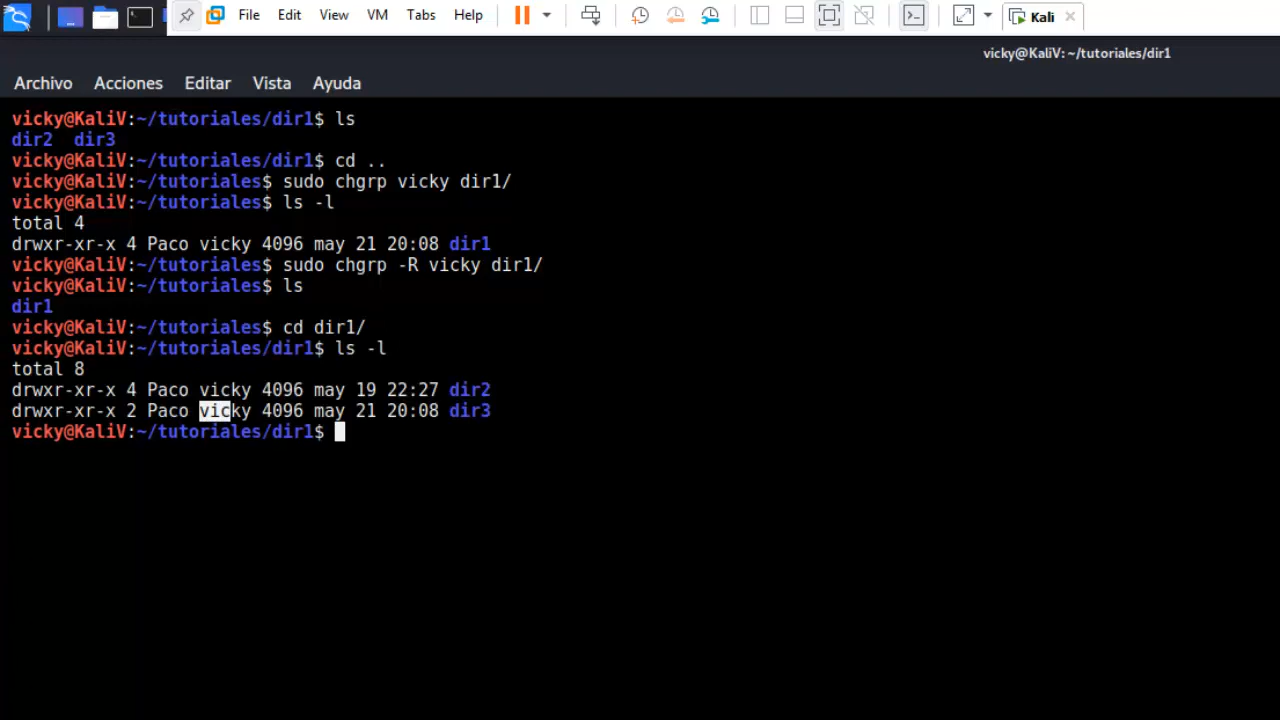 File Edit View VM Tabs Help Kali
vicky@KaliV: ~/tutoriales/dir1
Archivo Acciones Editar Vista Ayuda
vicky@KaliV:~/tutoriales/dir1$ ls
dir2 dir3
vicky@KaliV:~/tutoriales/dir1$ cd ..
vicky@KaliV:~/tutoriales$ sudo chgrp vicky dir1/
vicky@KaliV:~/tutoriales$ ls -l
total 4
drwxr-xr-x 4 Paco vicky 4096 may 21 20:08 dir1
vicky@KaliV:~/tutoriales$ sudo chgrp -R vicky dir1/
vicky@KaliV:~/tutoriales$ ls
dir1
vicky@KaliV:~/tutoriales$ cd dir1/
vicky@KaliV:~/tutoriales/dir1$ ls -l
total 8
drwxr-xr-x 4 Paco vicky 4096 may 19 22:27 dir2
drwxr-xr-x 2 Paco vicky 4096 may 21 20:08 dir3
vicky@KaliV:~/tutoriales/dir1$